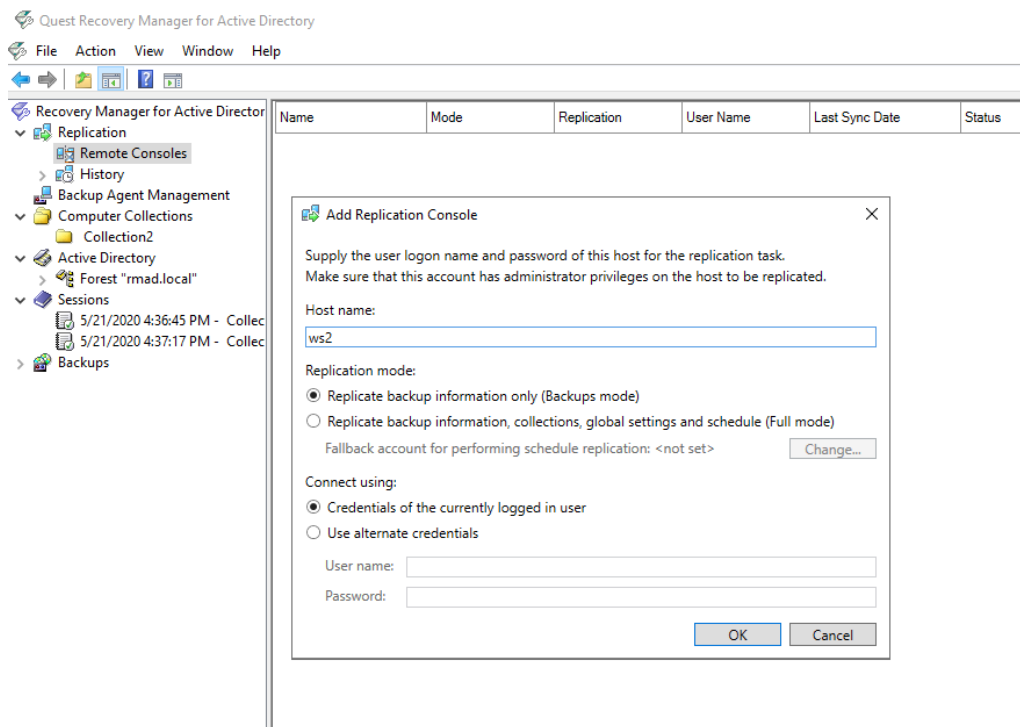 Quest Recovery Manager for Active Directory
File Action View Window Help
Recovery Manager for Active Director
Replication
Remote Consoles
History
Backup Agent Management
Computer Collections
Collection2
Active Directory
Forest "rmad.local"
Sessions
5/21/2020 4:36:45 PM - Collec
5/21/2020 4:37:17 PM - Collec
Backups
Name Mode Replication User Name Last Sync Date Status
Add Replication Console
Supply the user logon name and password of this host for the replication task.
Make sure that this account has administrator privileges on the host to be replicated.
Host name:
ws2
Replication mode:
Replicate backup information only (Backups mode)
Replicate backup information, collections, global settings and schedule (Full mode)
Fallback account for performing schedule replication: <not set> Change...
Connect using:
Credentials of the currently logged in user
Use alternate credentials
User name:
Password:
OK Cancel